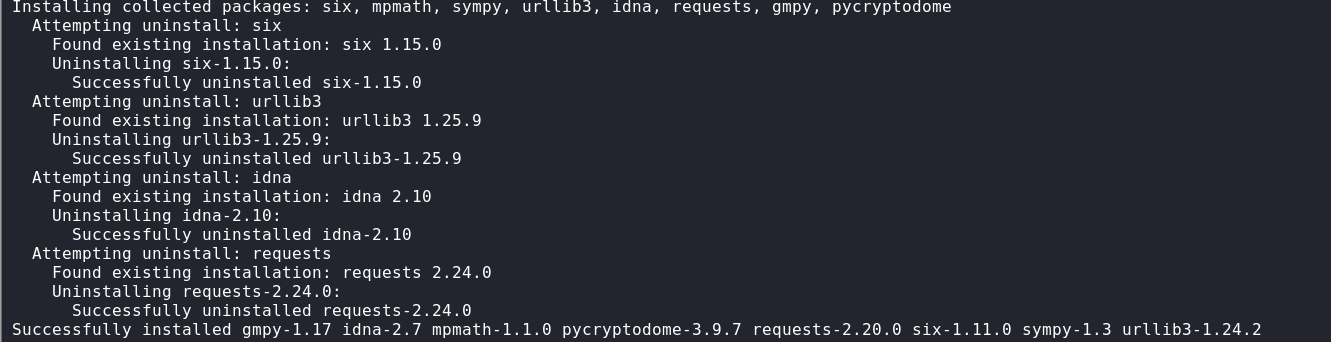 Installing collected packages: six, mpmath, sympy, urllib3, idna, requests, gmpy, pycryptodome
  Attempting uninstall: six
    Found existing installation: six 1.15.0
    Uninstalling six-1.15.0:
      Successfully uninstalled six-1.15.0
  Attempting uninstall: urllib3
    Found existing installation: urllib3 1.25.9
    Uninstalling urllib3-1.25.9:
      Successfully uninstalled urllib3-1.25.9
  Attempting uninstall: idna
    Found existing installation: idna 2.10
    Uninstalling idna-2.10:
      Successfully uninstalled idna-2.10
  Attempting uninstall: requests
    Found existing installation: requests 2.24.0
    Uninstalling requests-2.24.0:
      Successfully uninstalled requests-2.24.0
Successfully installed gmpy-1.17 idna-2.7 mpmath-1.1.0 pycryptodome-3.9.7 requests-2.20.0 six-1.11.0 sympy-1.3 urllib3-1.24.2